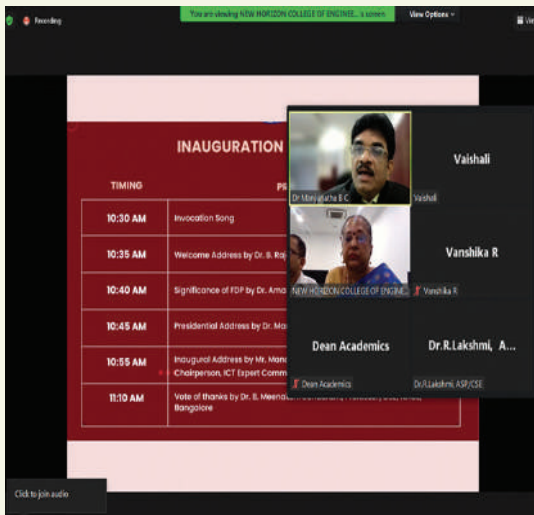 Recording
You are viewing NEW HORIZON COLLEGE OF ENGINEE... s screen
View Options
INAUGURATION
TIMING
10:30 AM Invocation Song
10:35 AM Welcome Address by Dr. B. Raj
10:40 AM Significance of FDP by Dr. Ama
10:45 AM Presidential Address by Dr. Ma
10:55 AM Inaugural Address by Mr. Mano
Chairperson, ICT Expert Comm
11:10 AM Vote of thanks by Dr. B.
Bangalore
Dr Manjunatha B C
Vaishali
Vaishali
NEW HORIZON COLLEGE OF ENGINE...
Vanshika R
Vanshika R
Dean Academics
Dean Academics
Dr.R.Lakshmi, A...
Dr.R.Lakshmi, ASP/CSE
Click to join audio